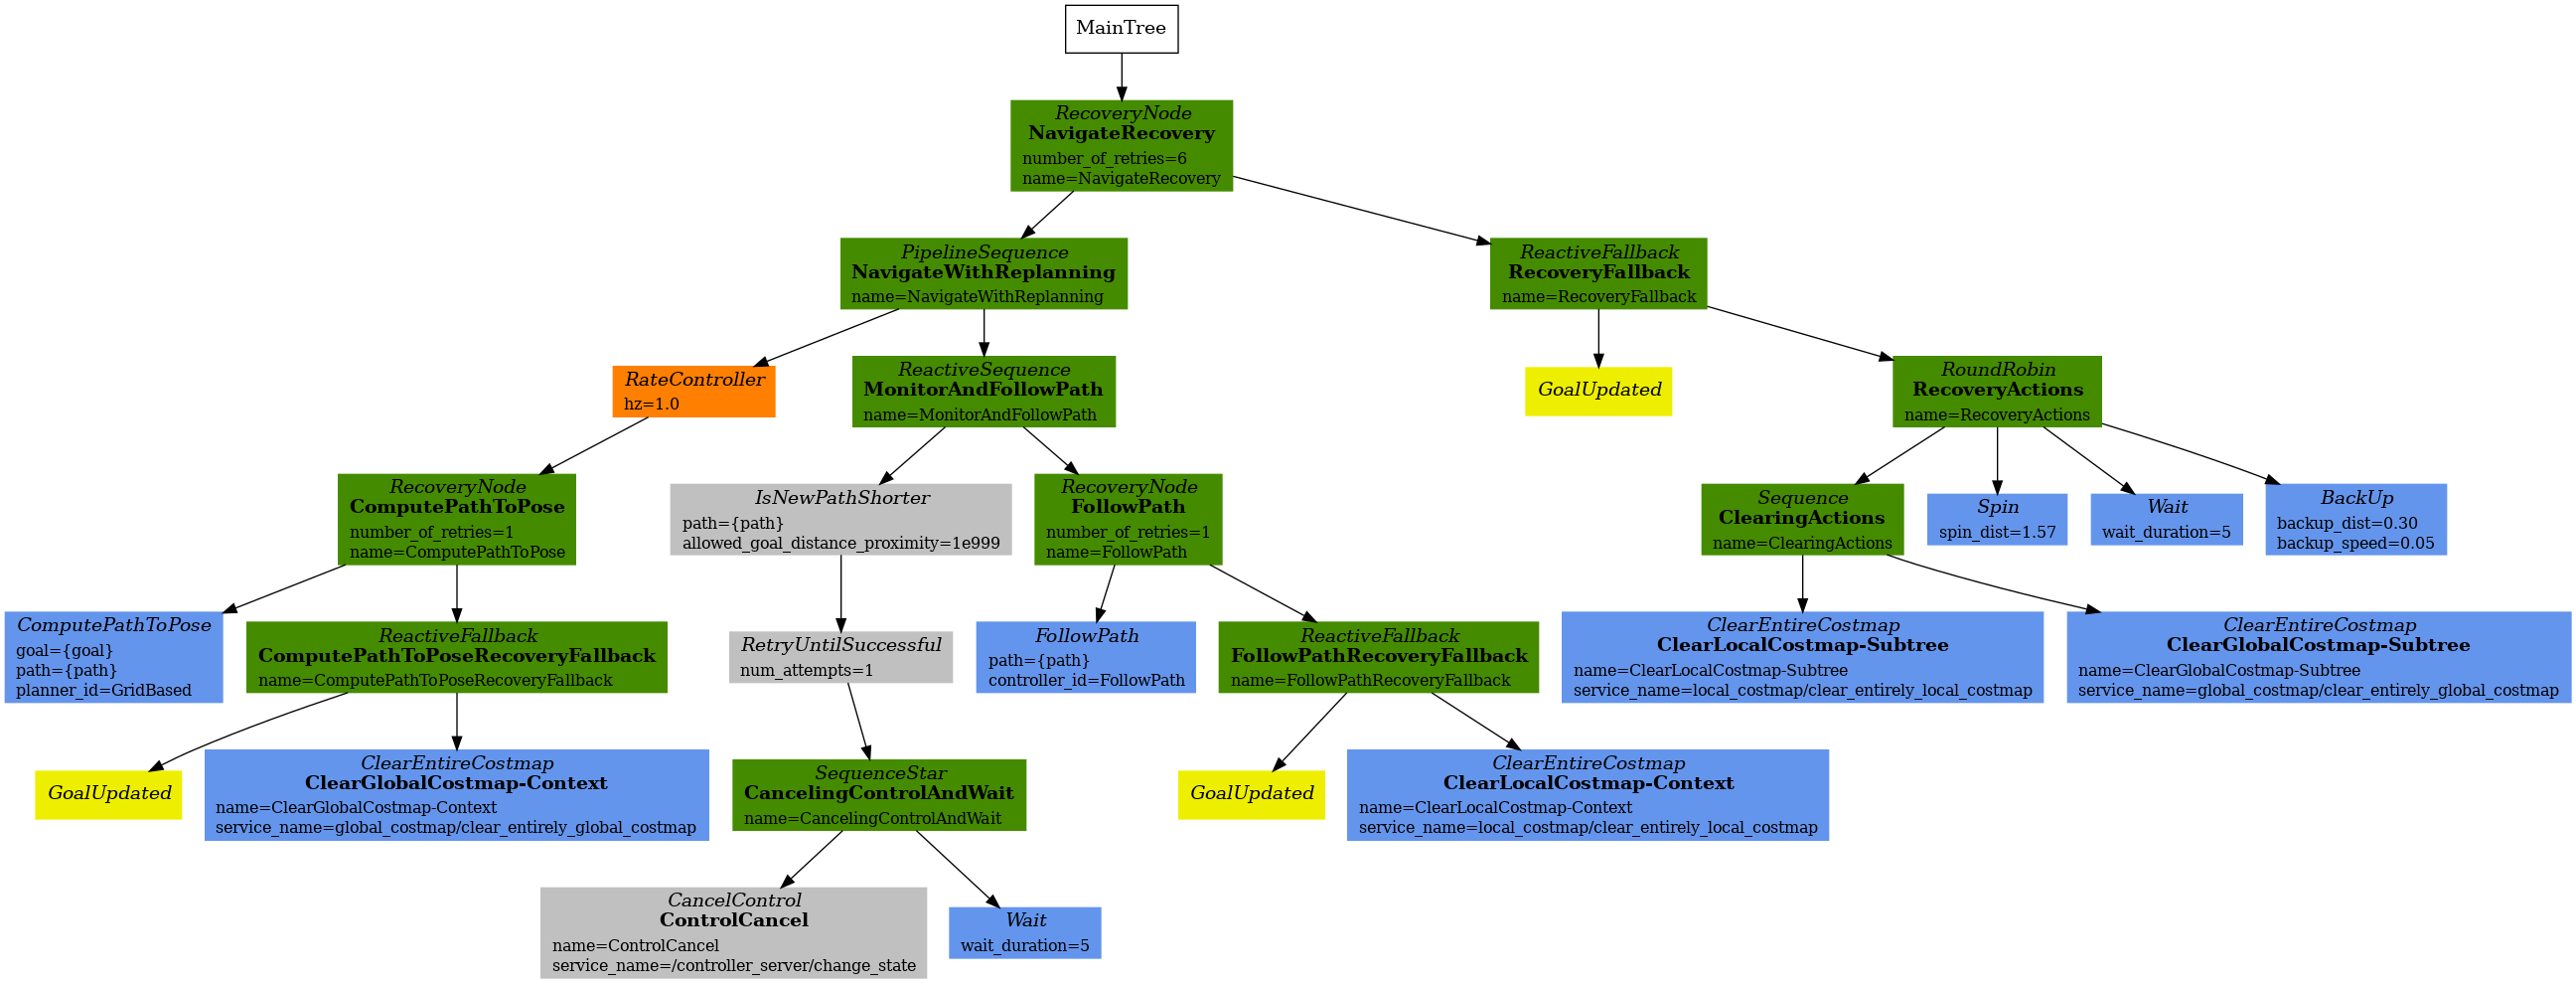 MainTree
RecoveryNode
NavigateRecovery
number_of_retries=6
name=NavigateRecovery
PipelineSequence
NavigateWithReplanning
name=NavigateWithReplanning
ReactiveFallback
RecoveryFallback
name=RecoveryFallback
RateController
hz=1.0
ReactiveSequence
MonitorAndFollowPath
name=MonitorAndFollowPath
GoalUpdated
RoundRobin
RecoveryActions
name=RecoveryActions
RecoveryNode
ComputePathToPose
number_of_retries=1
name=ComputePathToPose
IsNewPathShorter
path={path}
allowed_goal_distance_proximity=1e999
RecoveryNode
FollowPath
number_of_retries=1
name=FollowPath
Sequence
ClearingActions
name=ClearingActions
Spin
spin_dist=1.57
Wait
wait_duration=5
BackUp
backup_dist=0.30
backup_speed=0.05
ComputePathToPose
goal={goal}
path={path}
planner_id=GridBased
ReactiveFallback
ComputePathToPoseRecoveryFallback
name=ComputePathToPoseRecoveryFallback
RetryUntilSuccessful
num_attempts=1
FollowPath
path={path}
controller_id=FollowPath
ReactiveFallback
FollowPathRecoveryFallback
name=FollowPathRecoveryFallback
ClearEntireCostmap
ClearLocalCostmap-Subtree
name=ClearLocalCostmap-Subtree
service_name=local_costmap/clear_entirely_local_costmap
ClearEntireCostmap
ClearGlobalCostmap-Subtree
name=ClearGlobalCostmap-Subtree
service_name=global_costmap/clear_entirely_global_costmap
GoalUpdated
ClearEntireCostmap
ClearGlobalCostmap-Context
name=ClearGlobalCostmap-Context
service_name=global_costmap/clear_entirely_global_costmap
SequenceStar
CancelingControlAndWait
name=CancelingControlAndWait
GoalUpdated
ClearEntireCostmap
ClearLocalCostmap-Context
name=ClearLocalCostmap-Context
service_name=local_costmap/clear_entirely_local_costmap
CancelControl
ControlCancel
name=ControlCancel
service_name=/controller_server/change_state
Wait
wait_duration=5